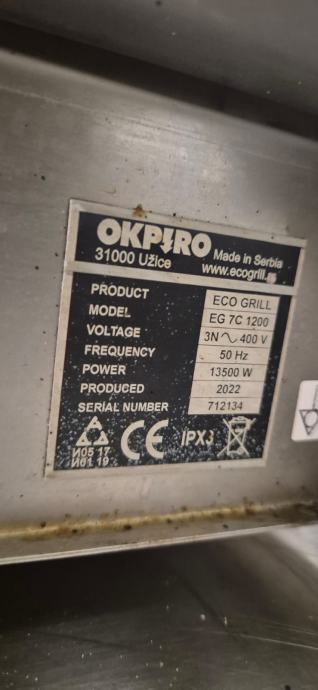 OKPIRO
31000 Užice
Made in Serbia
www.ecogrill.rs
PRODUCT ECO GRILL
MODEL EG 7C 1200
VOLTAGE 3N ~ 400 V
FREQUENCY 50 Hz
POWER 13500 W
PRODUCED 2022
SERIAL NUMBER 712134
И05 17
И01 19
CE
IPX3